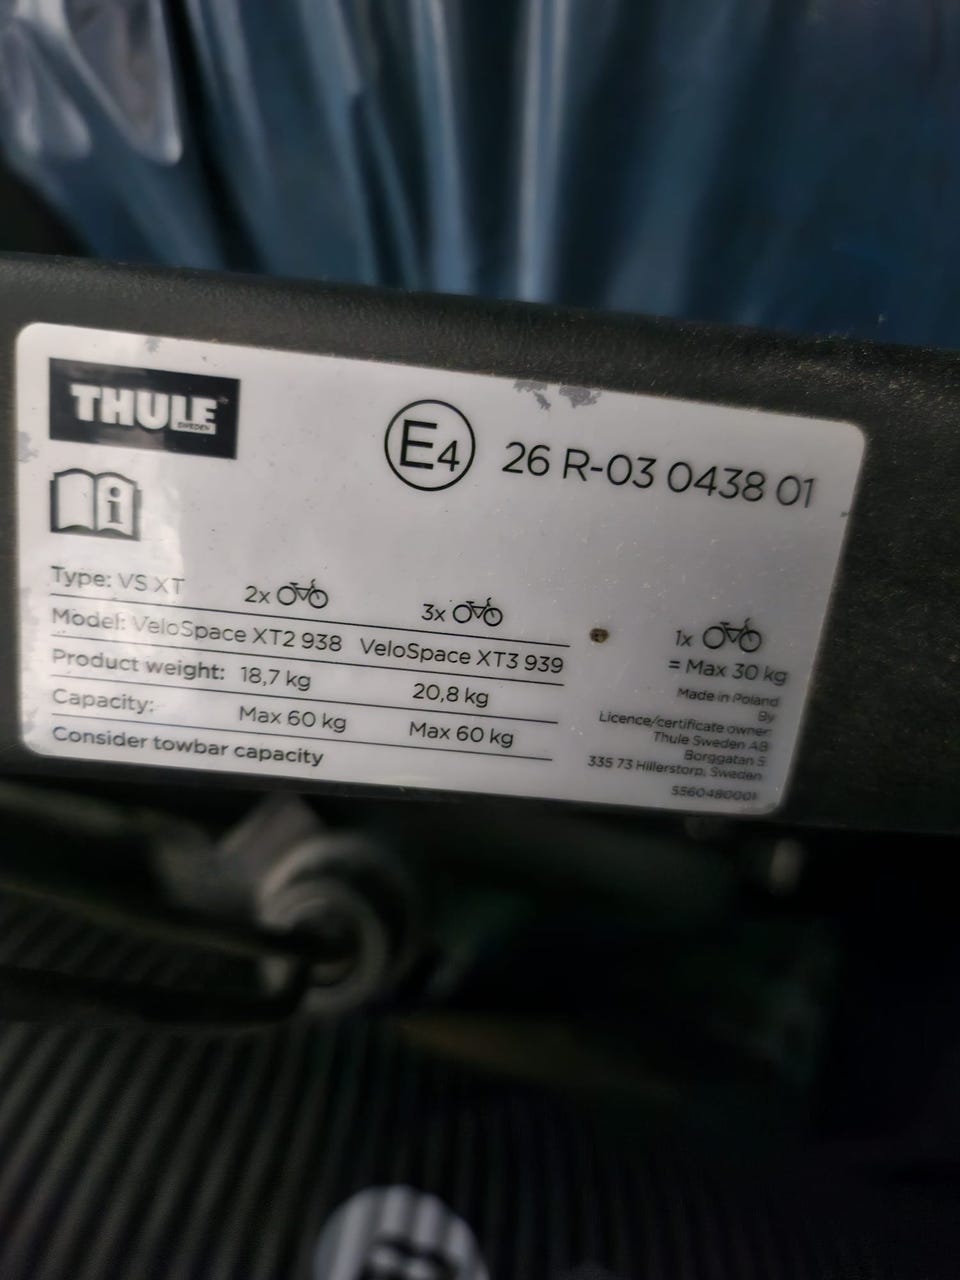 THULE
SWEDEN
E4 26 R-03 0438 01
Type: VS XT 2x 3x
Model: VeloSpace XT2 938 VeloSpace XT3 939
Product weight: 18,7 kg 20,8 kg
Capacity: Max 60 kg Max 60 kg
Consider towbar capacity
1x
= Max 30 kg
Made in Poland
By
Licence/certificate owner:
Thule Sweden AB
Borggatan 5
335 73 Hillerstorp, Sweden
5560480001